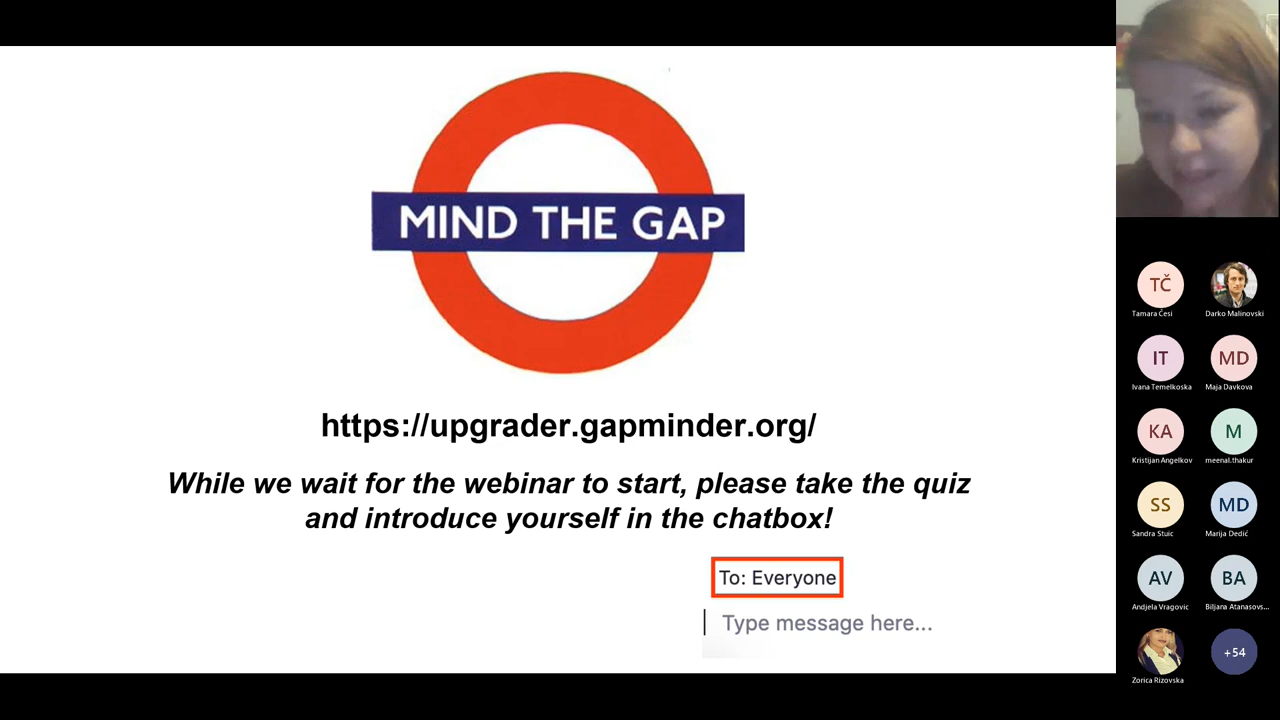 MIND THE GAP
https://upgrader.gapminder.org/
While we wait for the webinar to start, please take the quiz
and introduce yourself in the chatbox!
To: Everyone
Type message here...
TČ
Tamara Česi
Darko Malinovski
IT
Ivana Temelkoska
MD
Maja Davkova
KA
Kristijan Angelkov
M
meenal.thakur
SS
Sandra Stuic
MD
Marija Dedić
AV
Andjela Vragovic
BA
Biljana Atanasovs...
Zorica Rizovska
+54